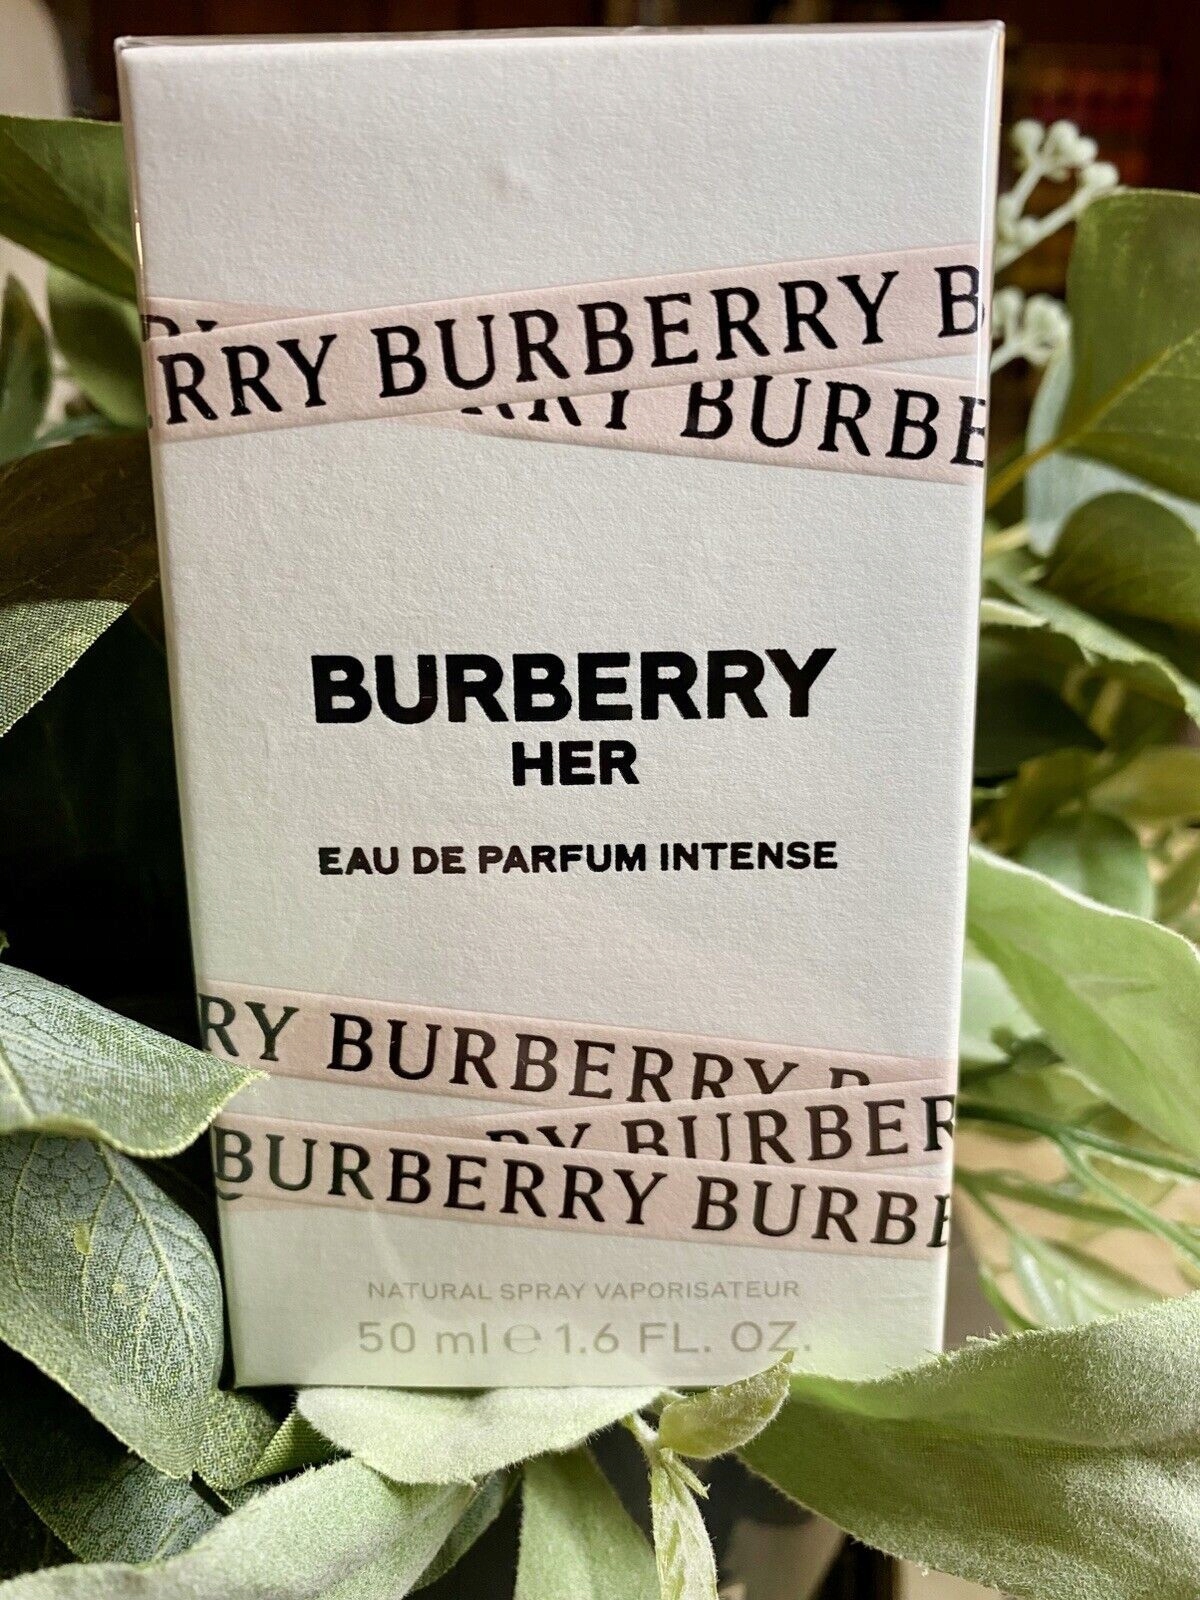 RRY BURBERRY B
BURBE
BURBERRY
HER
EAU DE PARFUM INTENSE
RY BURBERRY
RY BURBER
BURBERRY BURBE
NATURAL SPRAY VAPORISATEUR
50 ml ℮ 1.6 FL. OZ.